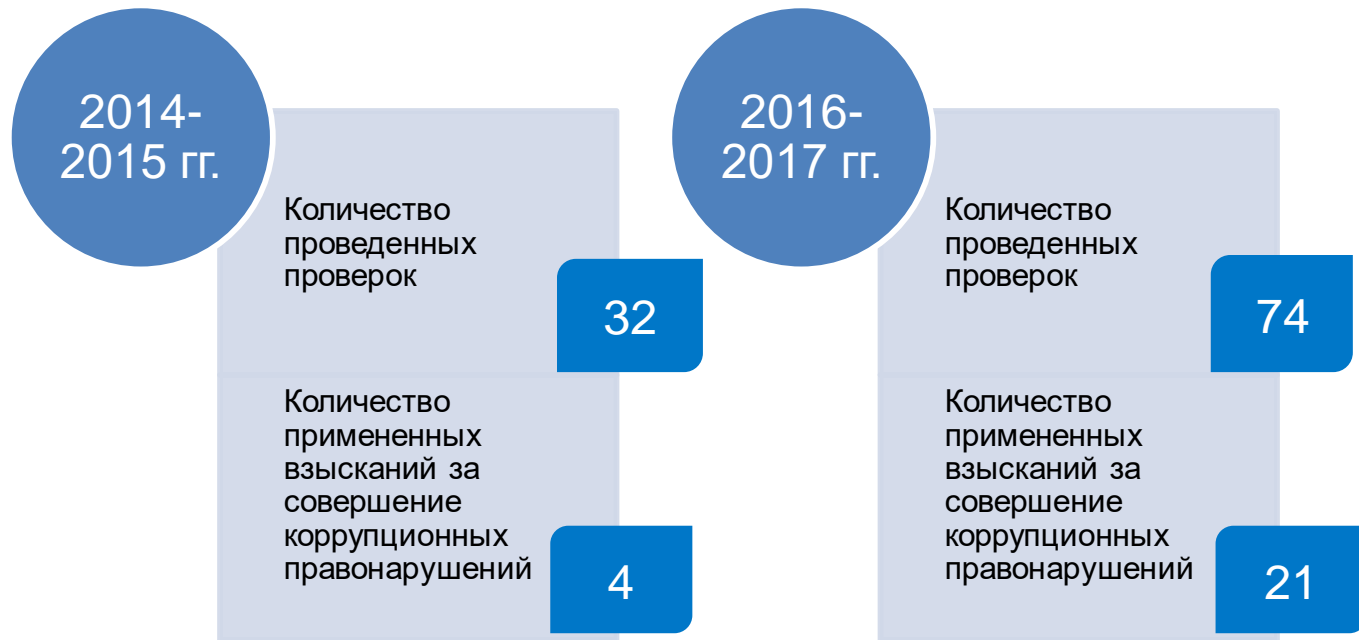 2014-
2015 гг.
Количество
проведенных
проверок
32
Количество
примененных
взысканий за
совершение
коррупционных
правонарушений
4
2016-
2017 гг.
Количество
проведенных
проверок
74
Количество
примененных
взысканий за
совершение
коррупционных
правонарушений
21